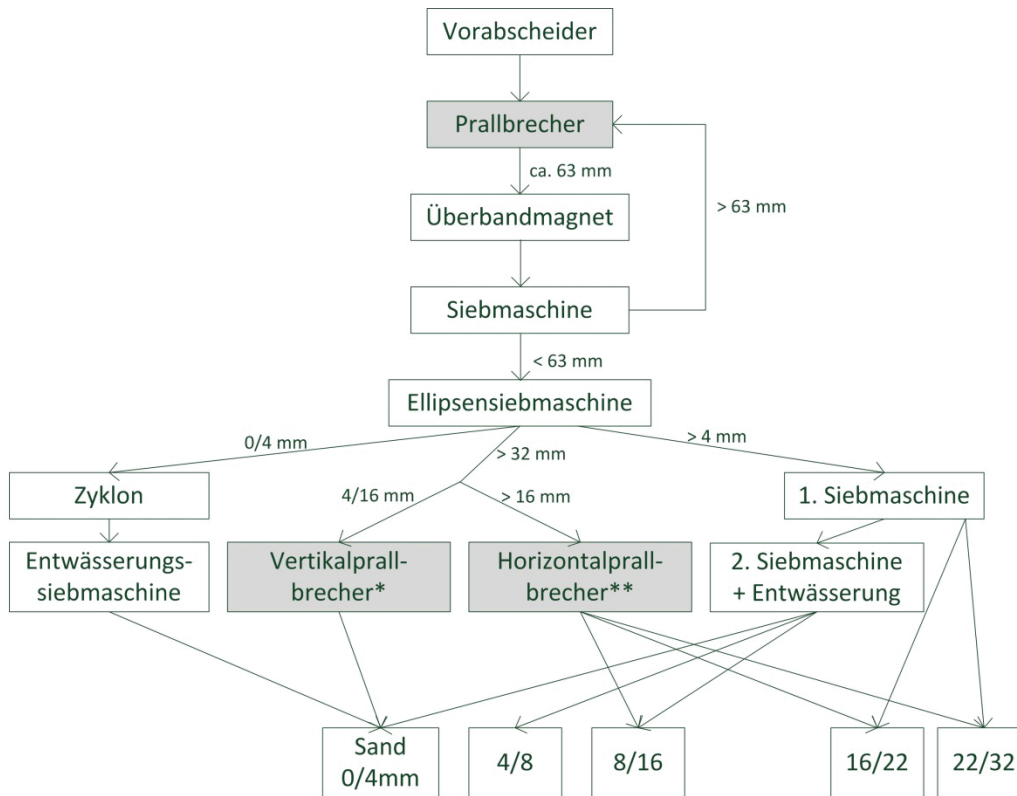 Vorabscheider
Prallbrecher
ca. 63 mm
> 63 mm
Überbandmagnet
Siebmaschine
< 63 mm
Ellipsensiebmaschine
0/4 mm
> 32 mm
> 4 mm
Zyklon
4/16 mm
> 16 mm
1. Siebmaschine
Entwässerungs-
siebmaschine
Vertikalprall-
brecher*
Horizontalprall-
brecher**
2. Siebmaschine
+ Entwässerung
Sand
0/4mm
4/8
8/16
16/22
22/32